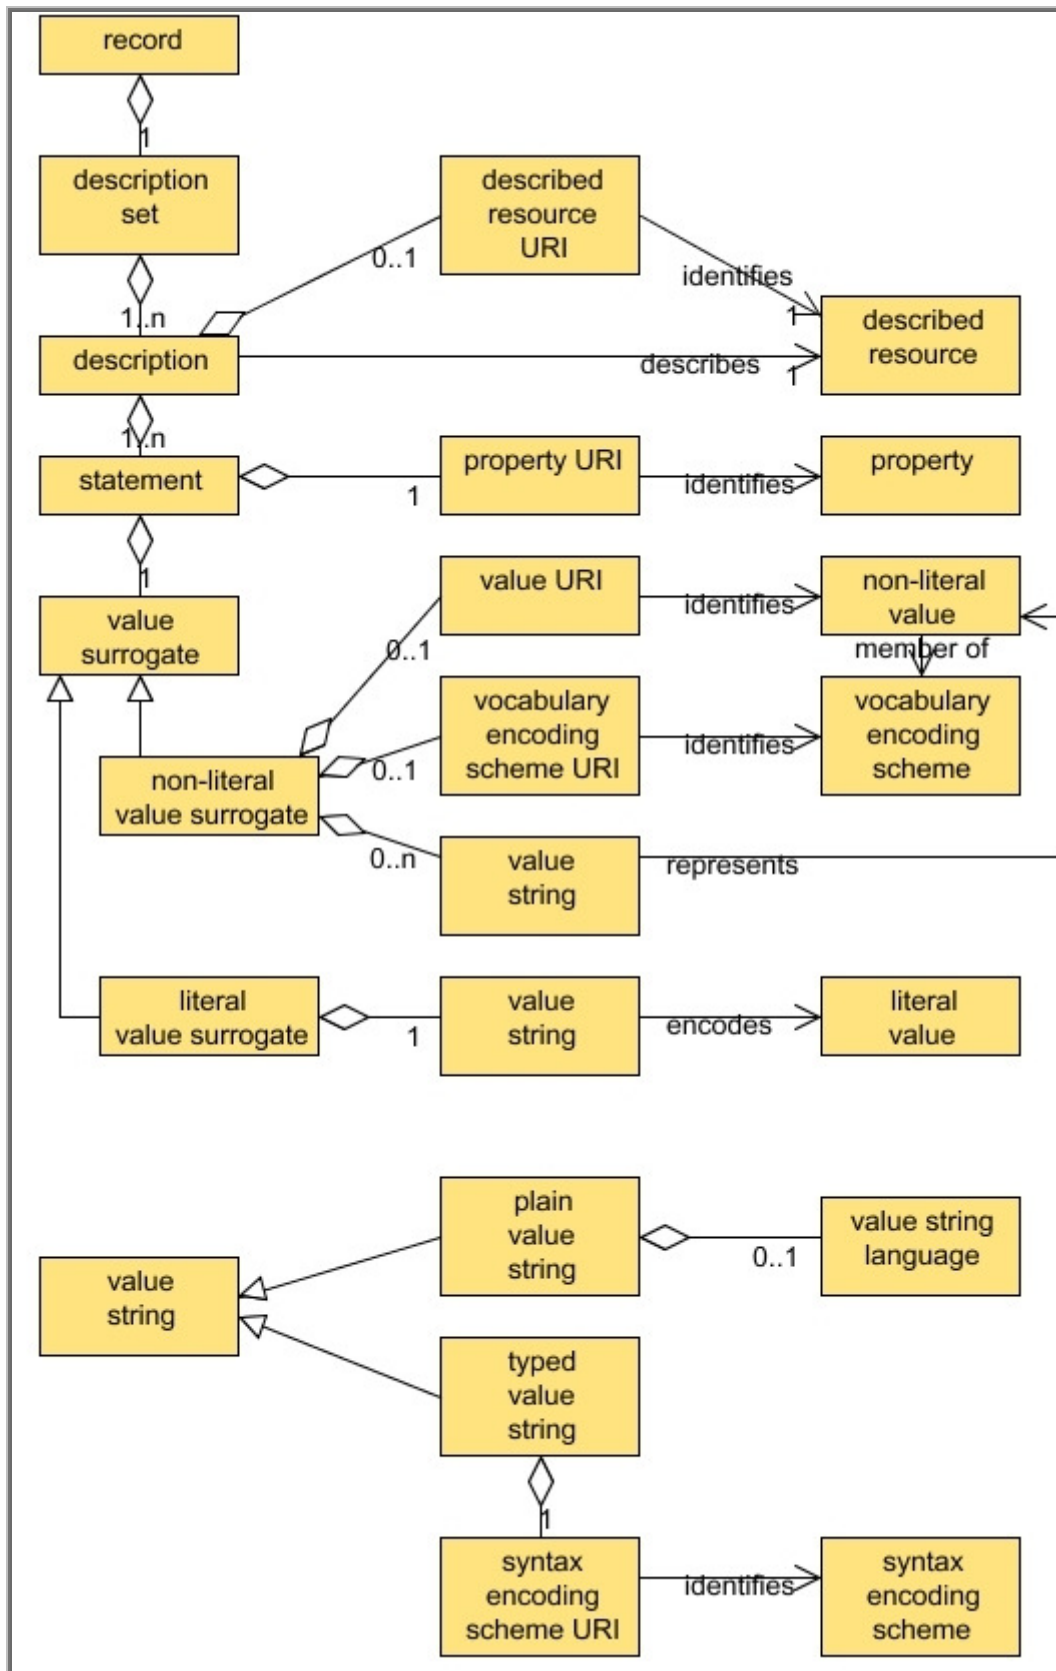 record
1
description
set
described
resource
URI
0..1
identifies
1..n
1
described
resource
description
describes
1
1..n
statement
property URI
property
1
identifies
1
value URI
non-literal
value
identifies
value
surrogate
0..1
member of
vocabulary
encoding
scheme URI
vocabulary
encoding
scheme
identifies
0..1
non-literal
value surrogate
0..n
value
string
represents
literal
value surrogate
1
value
string
encodes
literal
value
plain
value
string
value string
language
0..1
value
string
typed
value
string
1
syntax
encoding
scheme URI
identifies
syntax
encoding
scheme